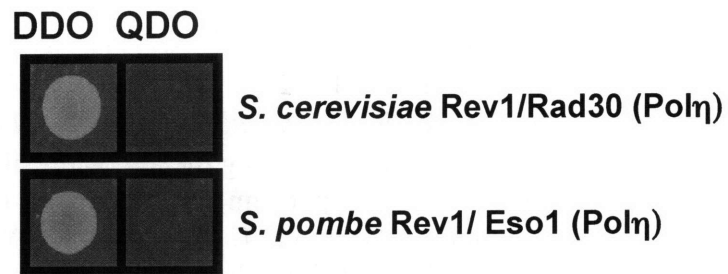 DDO QDO
S. cerevisiae Rev1/Rad30 (Polη)
S. pombe Rev1/ Eso1 (Polη)